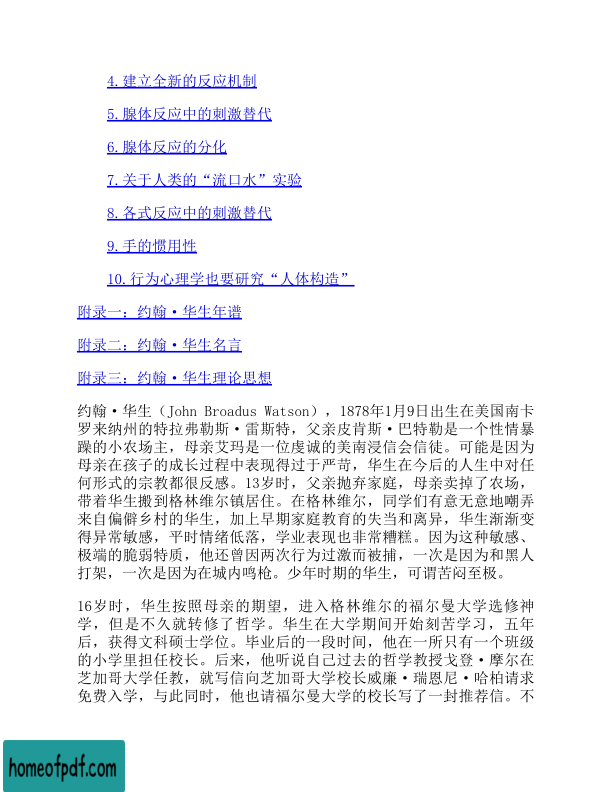 4.建立全新的反应机制
5.腺体反应中的刺激替代
6.腺体反应的分化
7.关于人类的“流口水”实验
8.各式反应中的刺激替代
9.手的惯用性
10.行为心理学也要研究“人体构造”
附录一：约翰·华生年谱
附录二：约翰·华生名言
附录三：约翰·华生理论思想
约翰·华生（John Broadus Watson），1878年1月9日出生在美国南卡
罗来纳州的特拉弗勒斯·雷斯特，父亲皮肯斯·巴特勒是一个性情暴
躁的小农场主，母亲艾玛是一位虔诚的美南浸信会信徒。可能是因为
母亲在孩子的成长过程中表现得过于严苛，华生在今后的人生中对任
何形式的宗教都很反感。13岁时，父亲抛弃家庭，母亲卖掉了农场，
带着华生搬到格林维尔镇居住。在格林维尔，同学们有意无意地嘲弄
来自偏僻乡村的华生，加上早期家庭教育的失当和离异，华生渐渐变
得异常敏感，平时情绪低落，学业表现也非常糟糕。因为这种敏感、
极端的脆弱特质，他还曾因两次行为过激而被捕，一次是因为和黑人
打架，一次是因为在城内鸣枪。少年时期的华生，可谓苦闷至极。
16岁时，华生按照母亲的期望，进入格林维尔的福尔曼大学选修神
学，但是不久就转修了哲学。华生在大学期间开始刻苦学习，五年
后，获得文科硕士学位。毕业后的一段时间，他在一所只有一个班级
的小学里担任校长。后来，他听说自己过去的哲学教授戈登·摩尔在
芝加哥大学任教，就写信向芝加哥大学校长威廉·瑞恩尼·哈柏请求
免费入学，与此同时，他也请福尔曼大学的校长写了一封推荐信。不
homeofpdf.com